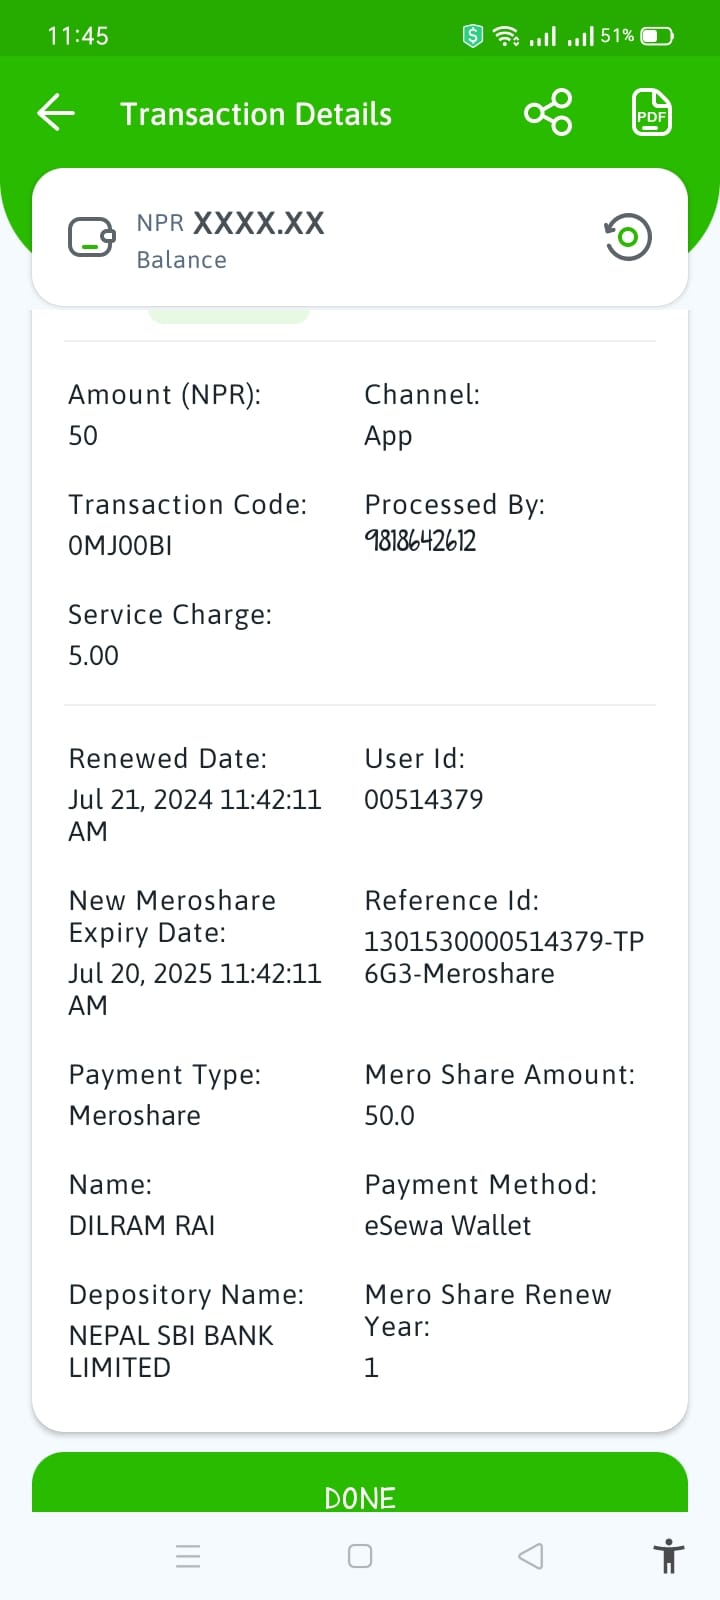 11:45
51%
Transaction Details
PDF
NPR XXXX.XX
Balance
Amount (NPR):
50
Channel:
App
Transaction Code:
0MJ00BI
Processed By:
9818642612
Service Charge:
5.00
Renewed Date:
Jul 21, 2024 11:42:11
AM
User Id:
00514379
New Meroshare
Expiry Date:
Jul 20, 2025 11:42:11
AM
Reference Id:
1301530000514379-TP
6G3-Meroshare
Payment Type:
Meroshare
Mero Share Amount:
50.0
Name:
DILRAM RAI
Payment Method:
eSewa Wallet
Depository Name:
NEPAL SBI BANK
LIMITED
Mero Share Renew
Year:
1
DONE